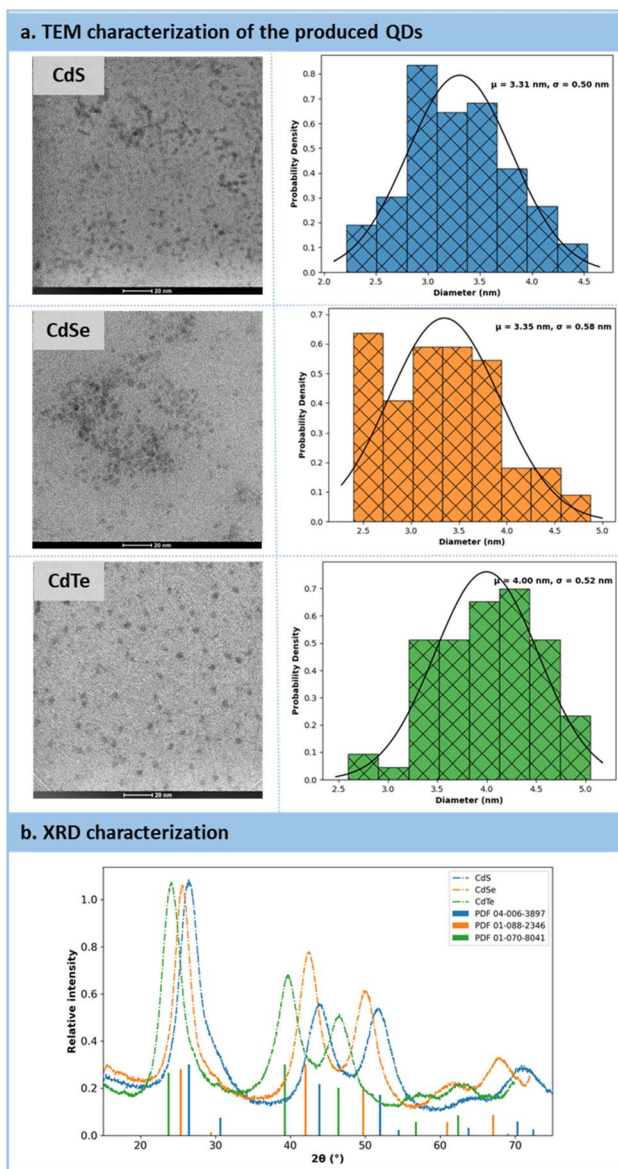 a. TEM characterization of the produced QDs
CdS
20 nm
μ = 3.31 nm, σ = 0.50 nm
Probability Density
0.8
0.7
0.6
0.5
0.4
0.3
0.2
0.1
0.0
2.0 2.5 3.0 3.5 4.0 4.5
Diameter (nm)
CdSe
20 nm
μ = 3.35 nm, σ = 0.58 nm
Probability Density
0.7
0.6
0.5
0.4
0.3
0.2
0.1
0.0
2.5 3.0 3.5 4.0 4.5 5.0
Diameter (nm)
CdTe
20 nm
μ = 4.00 nm, σ = 0.52 nm
Probability Density
0.7
0.6
0.5
0.4
0.3
0.2
0.1
0.0
2.5 3.0 3.5 4.0 4.5 5.0
Diameter (nm)
b. XRD characterization
CdS
CdSe
CdTe
PDF 04-006-3897
PDF 01-088-2346
PDF 01-070-8041
Relative intensity
1.0
0.8
0.6
0.4
0.2
0.0
20 30 40 50 60 70
2θ (°)